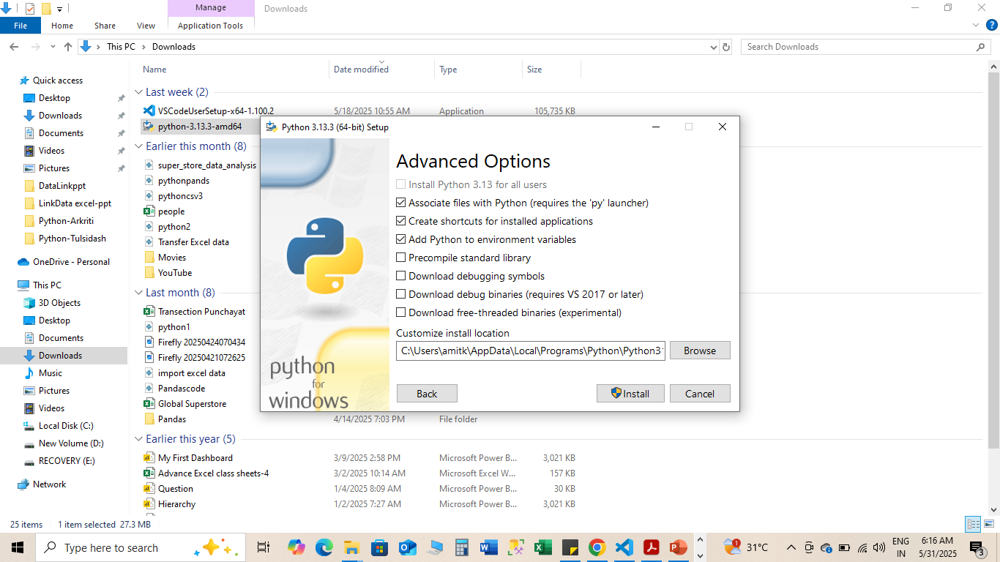 Manage
Downloads
File
Home
Share
View
Application Tools
This PC
Downloads
Search Downloads
Name
Date modified
Type
Size
Quick access
Desktop
Downloads
Documents
Videos
Pictures
DataLinkppt
LinkData excel-ppt
Python-Arkriti
Python-Tulsidash
OneDrive - Personal
This PC
3D Objects
Desktop
Documents
Downloads
Music
Pictures
Videos
Local Disk (C:)
New Volume (D:)
RECOVERY (E:)
Network
Last week (2)
VSCodeUserSetup-x64-1.100.2 5/18/2025 10:55 AM Application 105,735 KB
python-3.13.3-amd64
Earlier this month (8)
super_store_data_analysis
pythonpands
pythoncsv3
people
python2
Transfer Excel data
Movies
YouTube
Last month (8)
Transection Punchayat
python1
Firefly 20250424070434
Firefly 20250421072625
import excel data
Pandascode
Global Superstore
Pandas 4/14/2025 7:03 PM File folder
Earlier this year (5)
My First Dashboard 3/9/2025 2:58 PM Microsoft Power B... 3,021 KB
Advance Excel class sheets-4 3/2/2025 10:14 AM Microsoft Excel W... 157 KB
Question 1/4/2025 8:09 AM Microsoft Power B... 30 KB
Hierarchy 1/2/2025 7:27 AM Microsoft Power B... 3,021 KB
Python 3.13.3 (64-bit) Setup
Advanced Options
Install Python 3.13 for all users
Associate files with Python (requires the 'py' launcher)
Create shortcuts for installed applications
Add Python to environment variables
Precompile standard library
Download debugging symbols
Download debug binaries (requires VS 2017 or later)
Download free-threaded binaries (experimental)
Customize install location
C:\Users\amitk\AppData\Local\Programs\Python\Python3
Browse
python
for
windows
Back
Install
Cancel
25 items
1 item selected 27.3 MB
Type here to search
1
31°C
ENG
IN
6:16 AM
5/31/2025
3